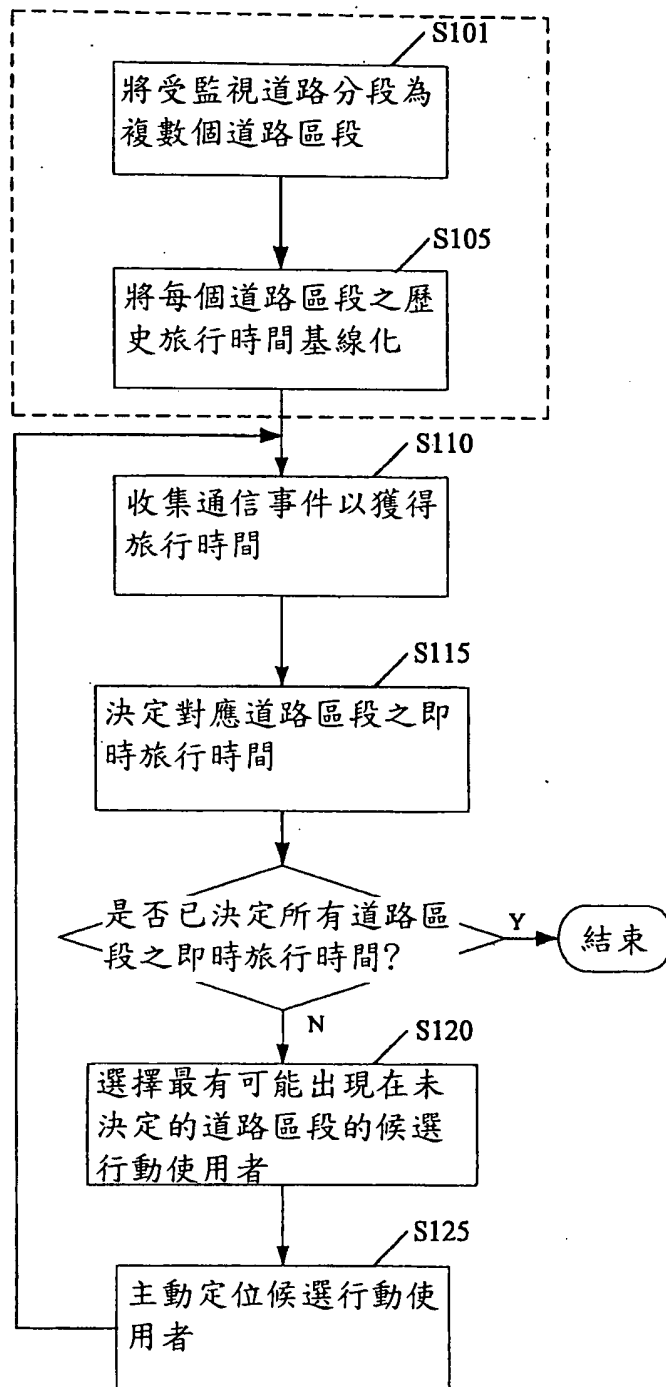 S101
將受監視道路分段為
複數個道路區段
S105
將每個道路區段之歷
史旅行時間基線化
S110
收集通信事件以獲得
旅行時間
S115
決定對應道路區段之即
時旅行時間
是否已決定所有道路區
段之即時旅行時間?
Y
結束
N
S120
選擇最有可能出現在未
決定的道路區段的候選
行動使用者
S125
主動定位候選行動使
用者